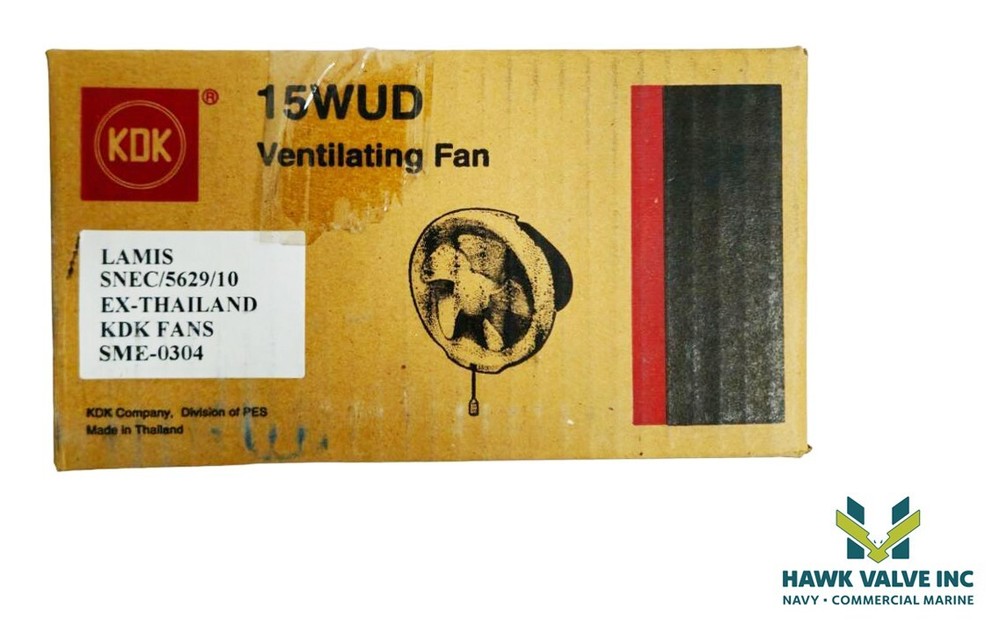 KDK
®
15WUD
Ventilating Fan
LAMIS
SNEC/5629/10
EX-THAILAND
KDK FANS
SME-0304
KDK Company, Division of PES
Made in Thailand
HAWK VALVE INC
NAVY • COMMERCIAL MARINE